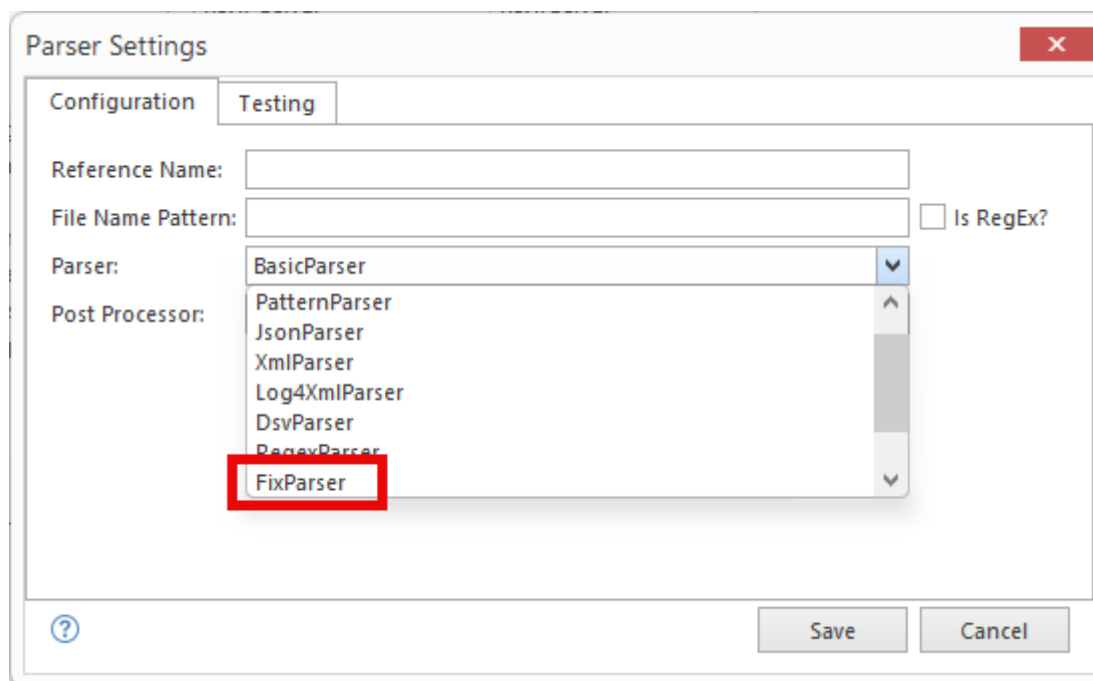 Parser Settings
Configuration
Testing
Reference Name:
File Name Pattern:
Is RegEx?
Parser:
BasicParser
Post Processor:
PatternParser
JsonParser
XmlParser
Log4XmlParser
DsvParser
RegexParser
FixParser
?
Save
Cancel